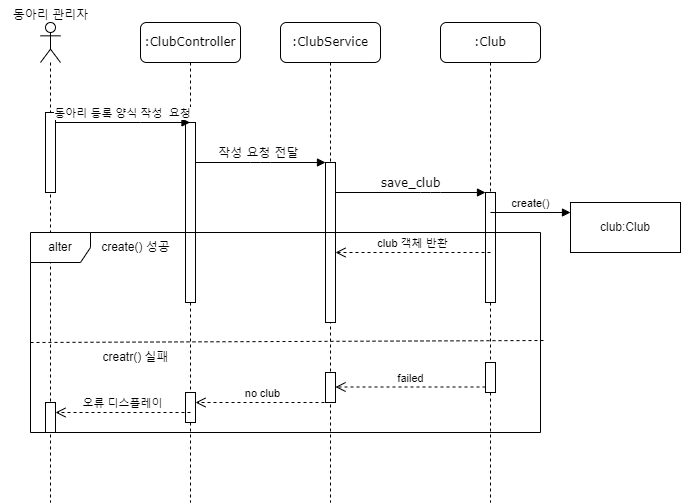 동아리 관리자
:ClubController
:ClubService
:Club
동아리 등록 양식 작성 요청
작성 요청 전달
save_club
create()
club:Club
alter
create() 성공
club 객체 반환
creatr() 실패
failed
no club
오류 디스플레이